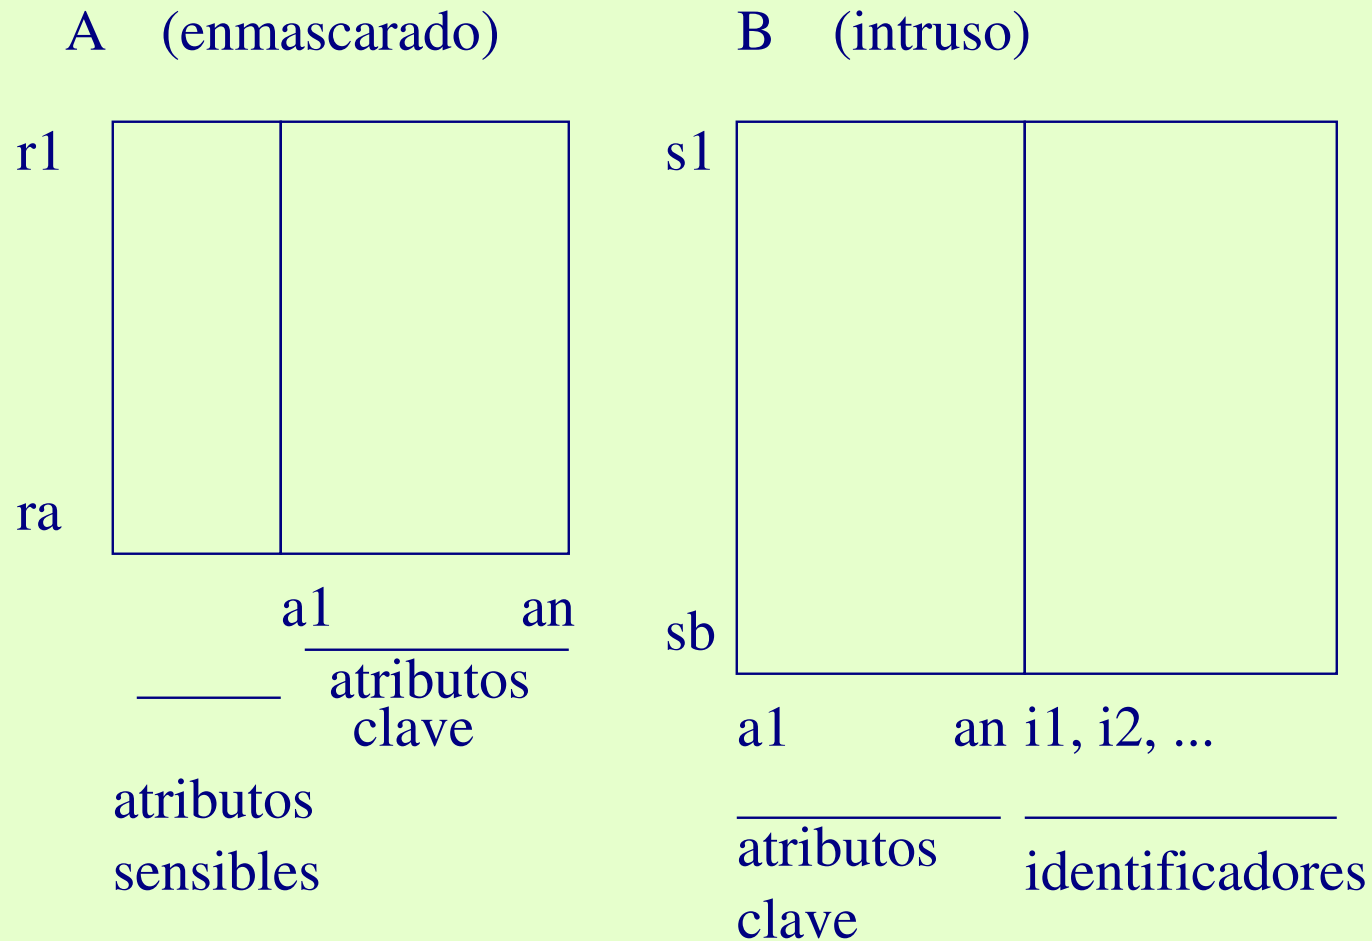 A (enmascarado)
B (intruso)
r1
ra
a1 an
atributos
clave
atributos
sensibles
s1
sb
a1 an i1, i2, ...
atributos
clave
identificadores